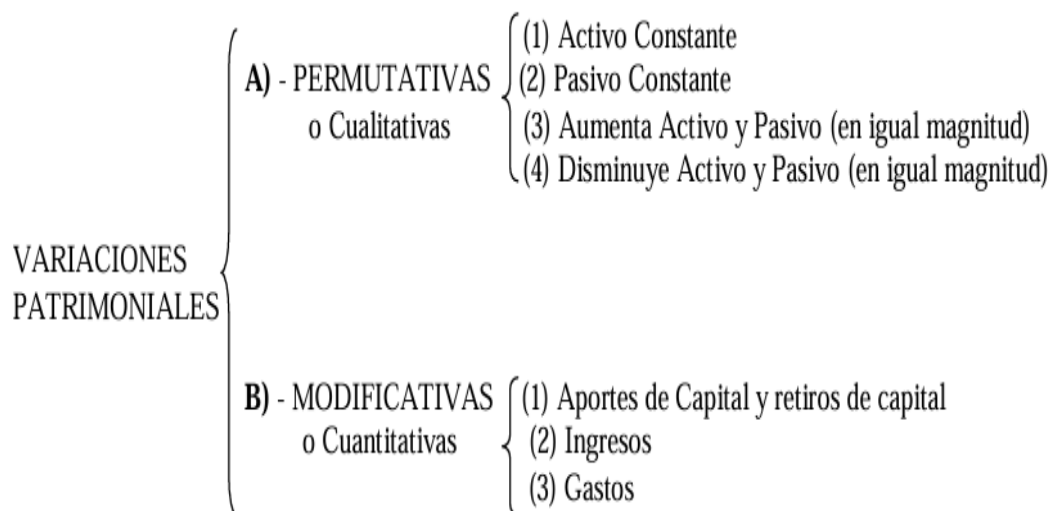 VARIACIONES
PATRIMONIALES
A) - PERMUTATIVAS
o Cualitativas
(1) Activo Constante
(2) Pasivo Constante
(3) Aumenta Activo y Pasivo (en igual magnitud)
(4) Disminuye Activo y Pasivo (en igual magnitud)
B) - MODIFICATIVAS
o Cuantitativas
(1) Aportes de Capital y retiros de capital
(2) Ingresos
(3) Gastos